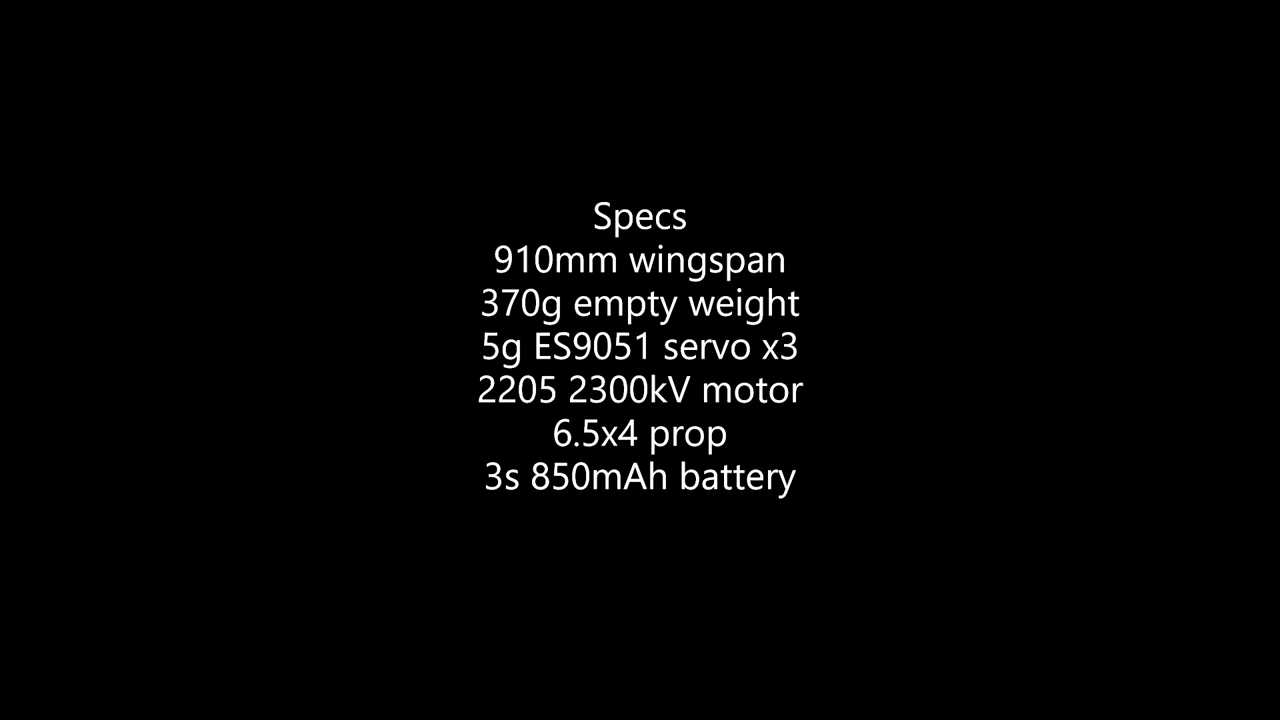 Specs
910mm wingspan
370g empty weight
5g ES9051 servo x3
2205 2300kV motor
6.5x4 prop
3s 850mAh battery